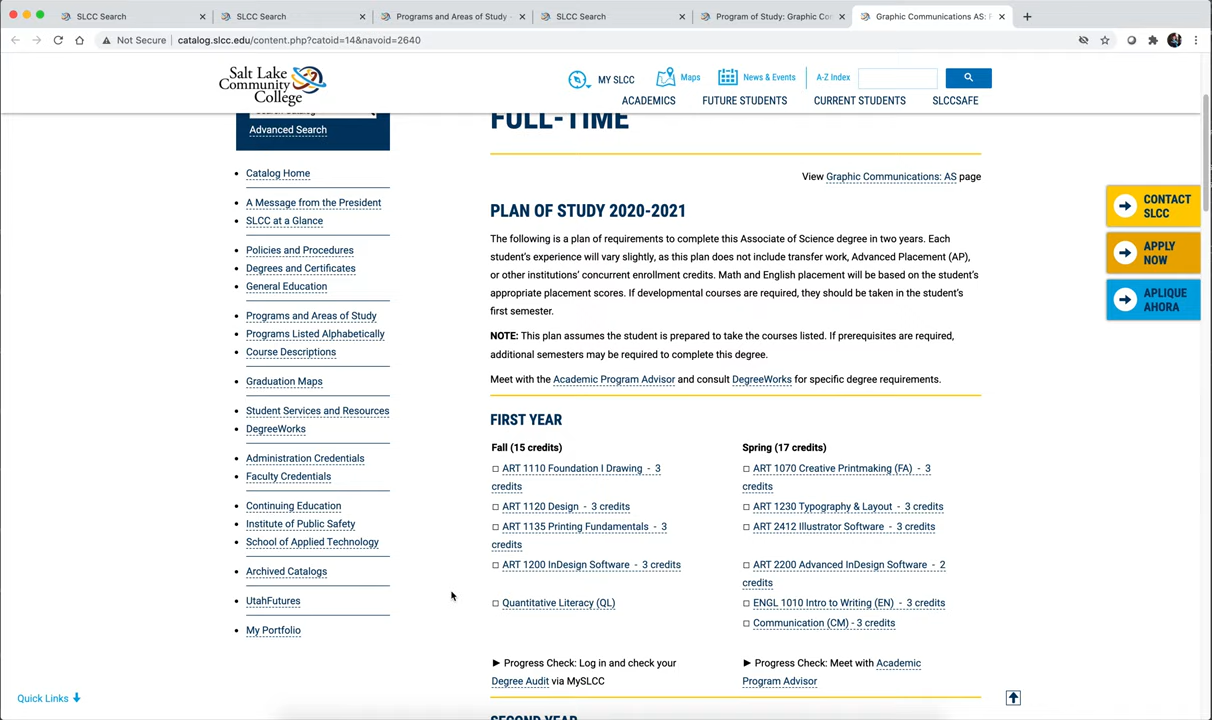 SLCC Search
SLCC Search
Programs and Areas of Study -
SLCC Search
Program of Study: Graphic Co
Graphic Communications AS: F
Not Secure
catalog.slcc.edu/content.php?catoid=14&navoid=2640
Salt Lake
Community
College
MY SLCC
Maps
News & Events
A-Z Index
ACADEMICS
FUTURE STUDENTS
CURRENT STUDENTS
SLCCSAFE
Search Catalog
Advanced Search
Catalog Home
A Message from the President
SLCC at a Glance
Policies and Procedures
Degrees and Certificates
General Education
Programs and Areas of Study
Programs Listed Alphabetically
Course Descriptions
Graduation Maps
Student Services and Resources
DegreeWorks
Administration Credentials
Faculty Credentials
Continuing Education
Institute of Public Safety
School of Applied Technology
Archived Catalogs
UtahFutures
My Portfolio
Quick Links
FULL-TIME
View Graphic Communications: AS page
PLAN OF STUDY 2020-2021
The following is a plan of requirements to complete this Associate of Science degree in two years. Each
student's experience will vary slightly, as this plan does not include transfer work, Advanced Placement (AP),
or other institutions' concurrent enrollment credits. Math and English placement will be based on the student's
appropriate placement scores. If developmental courses are required, they should be taken in the student's
first semester.
NOTE: This plan assumes the student is prepared to take the courses listed. If prerequisites are required,
additional semesters may be required to complete this degree.
Meet with the Academic Program Advisor and consult DegreeWorks for specific degree requirements.
FIRST YEAR
Fall (15 credits)
☐ ART 1110 Foundation I Drawing - 3
credits
☐ ART 1120 Design - 3 credits
☐ ART 1135 Printing Fundamentals - 3
credits
☐ ART 1200 InDesign Software - 3 credits
☐ Quantitative Literacy (QL)
► Progress Check: Log in and check your
Degree Audit via MySLCC
Spring (17 credits)
☐ ART 1070 Creative Printmaking (FA) - 3
credits
☐ ART 1230 Typography & Layout - 3 credits
☐ ART 2412 Illustrator Software - 3 credits
☐ ART 2200 Advanced InDesign Software - 2
credits
☐ ENGL 1010 Intro to Writing (EN) - 3 credits
☐ Communication (CM) - 3 credits
► Progress Check: Meet with Academic
Program Advisor
SECOND YEAR
CONTACT
SLCC
APPLY
NOW
APLIQUE
AHORA